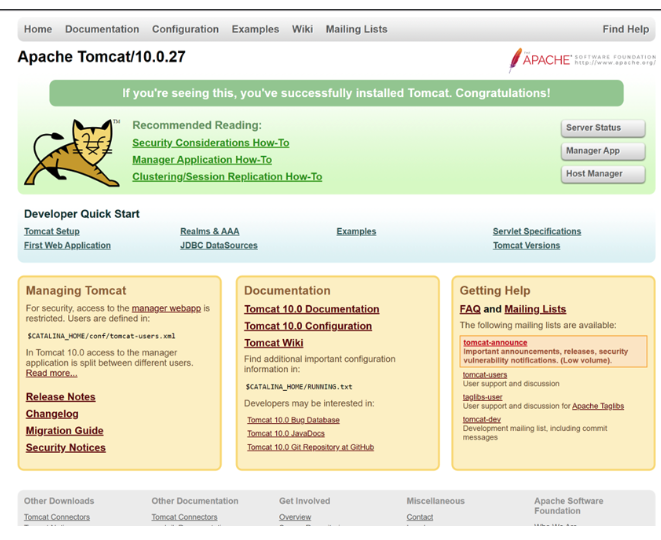 Home Documentation Configuration Examples Wiki Mailing Lists Find Help
Apache Tomcat/10.0.27
THE
APACHE® SOFTWARE FOUNDATION
http://www.apache.org/
If you're seeing this, you've successfully installed Tomcat. Congratulations!
TM
Recommended Reading:
Security Considerations How-To
Manager Application How-To
Clustering/Session Replication How-To
Server Status
Manager App
Host Manager
Developer Quick Start
Tomcat Setup
First Web Application
Realms & AAA
JDBC DataSources
Examples
Servlet Specifications
Tomcat Versions
Managing Tomcat
For security, access to the manager webapp is
restricted. Users are defined in:
$CATALINA_HOME/conf/tomcat-users.xml
In Tomcat 10.0 access to the manager
application is split between different users.
Read more...
Release Notes
Changelog
Migration Guide
Security Notices
Documentation
Tomcat 10.0 Documentation
Tomcat 10.0 Configuration
Tomcat Wiki
Find additional important configuration
information in:
$CATALINA_HOME/RUNNING.txt
Developers may be interested in:
Tomcat 10.0 Bug Database
Tomcat 10.0 JavaDocs
Tomcat 10.0 Git Repository at GitHub
Getting Help
FAQ and Mailing Lists
The following mailing lists are available:
tomcat-announce
Important announcements, releases, security
vulnerability notifications. (Low volume).
tomcat-users
User support and discussion
taglibs-user
User support and discussion for Apache Taglibs
tomcat-dev
Development mailing list, including commit
messages
Other Downloads
Tomcat Connectors
Other Documentation
Tomcat Connectors
Get Involved
Overview
Miscellaneous
Contact
Apache Software
Foundation
Who We Are